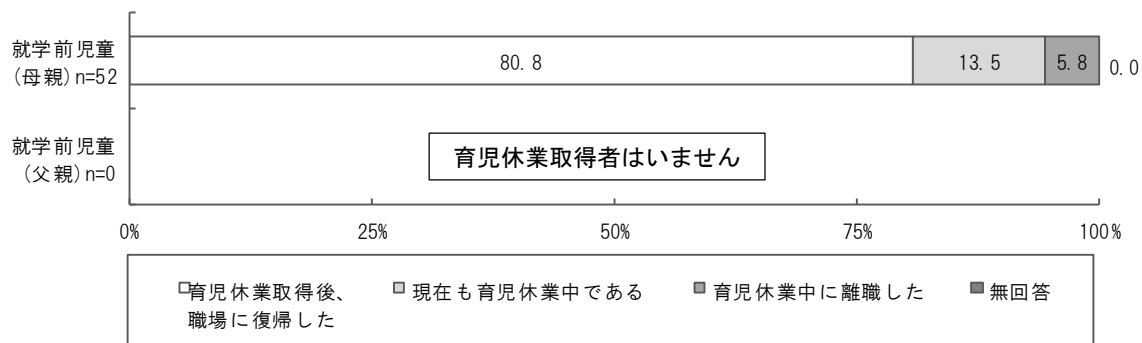 就学前児童
(母親)n=52
80.8
13.5
5.8
0.0
就学前児童
(父親)n=0
育児休業取得者はいません
0%
25%
50%
75%
100%
育児休業取得後、
職場に復帰した
現在も育児休業中である
育児休業中に離職した
無回答